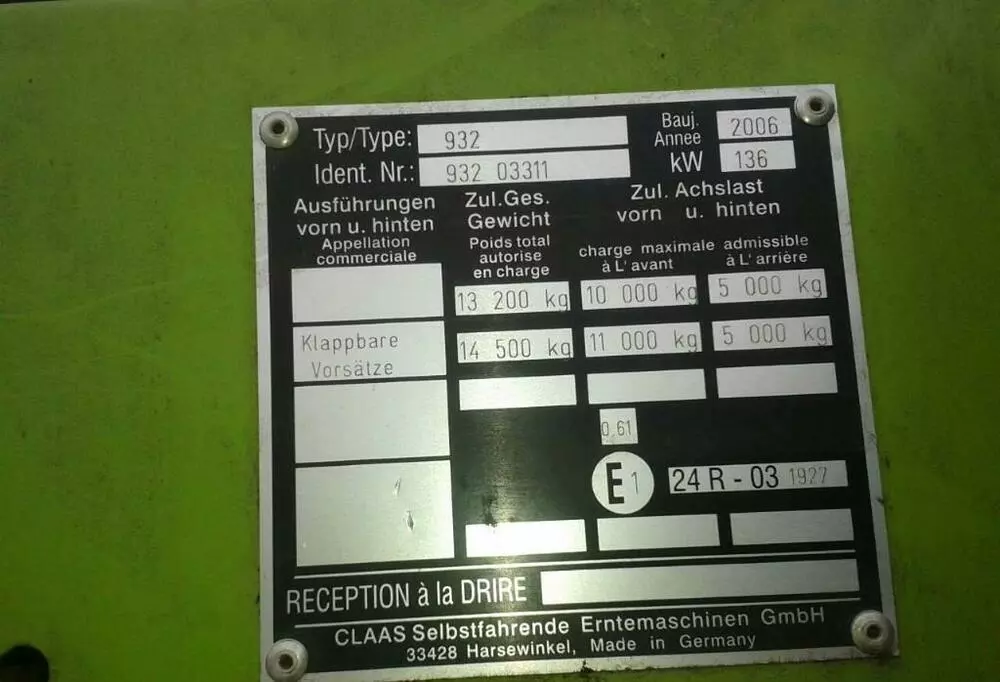 Typ/Type: 932
Bauj. Annee 2006
Ident. Nr.: 932 03311
kW 136
Ausführungen vorn u. hinten
Appellation commerciale
Zul.Ges. Gewicht
Poids total autorise en charge
Zul. Achslast vorn u. hinten
charge maximale admissible
à L' avant à L' arrière
13 200 kg 10 000 kg 5 000 kg
Klappbare Vorsätze 14 500 kg 11 000 kg 5 000 kg
0,61
E 1 24 R - 03 1927
RECEPTION à la DRIRE
CLAAS Selbstfahrende Erntemaschinen GmbH
33428 Harsewinkel, Made in Germany